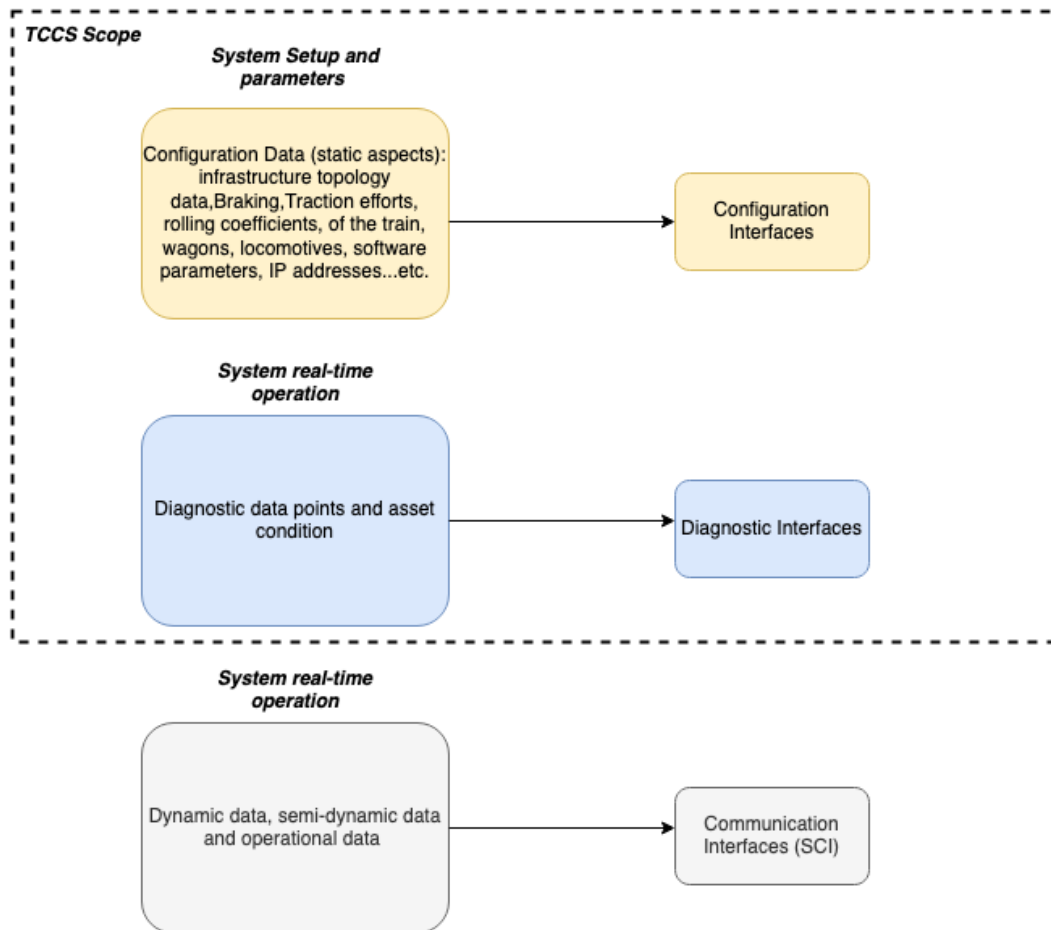 TCCS Scope
System Setup and
parameters
Configuration Data (static aspects):
infrastructure topology
data,Braking,Traction efforts,
rolling coefficients, of the train,
wagons, locomotives, software
parameters, IP addresses...etc.
Configuration
Interfaces
System real-time
operation
Diagnostic data points and asset
condition
Diagnostic Interfaces
System real-time
operation
Dynamic data, semi-dynamic data
and operational data
Communication
Interfaces (SCI)